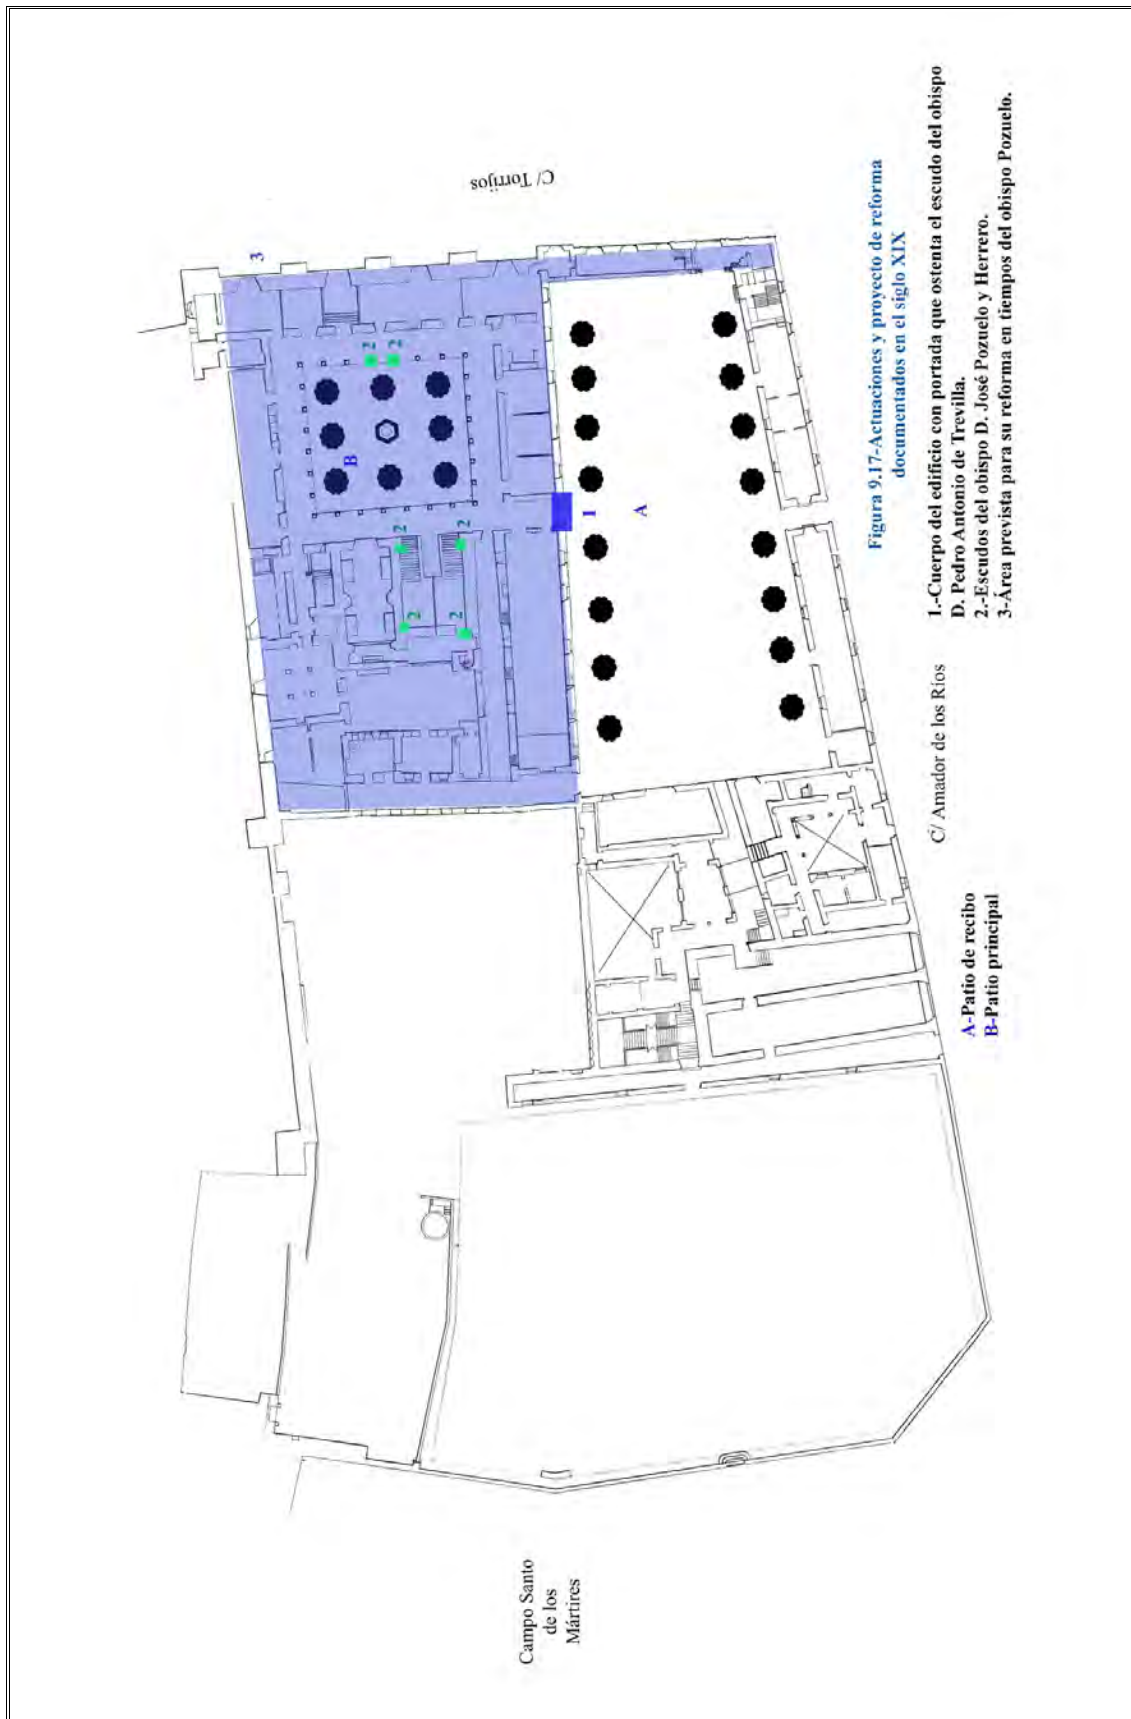 C/ Torrijos
3
2
2
B
2
2
2
2
1
A
Figura 9.17-Actuaciones y proyecto de reforma
documentados en el siglo XIX
1.-Cuerpo del edificio con portada que ostenta el escudo del obispo
D. Pedro Antonio de Trevilla.
2.-Escudos del obispo D. José Pozuelo y Herrero.
3-Área prevista para su reforma en tiempos del obispo Pozuelo.
C/ Amador de los Rios
A-Patio de recibo
B-Patio principal
Campo Santo
de los
Mártires